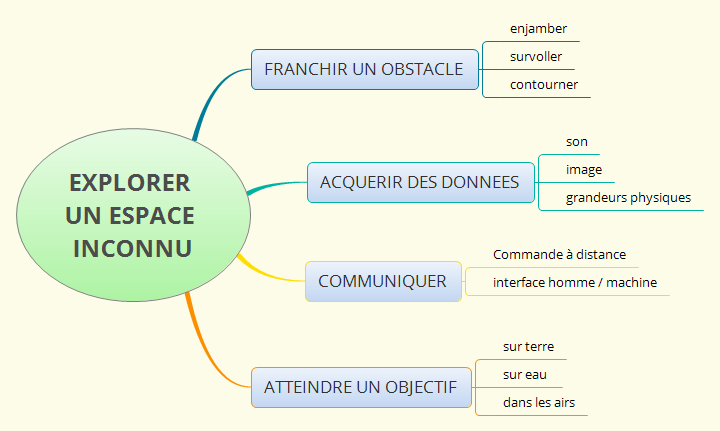 EXPLORER
UN ESPACE
INCONNU
FRANCHIR UN OBSTACLE
enjamber
survoller
contourner
ACQUERIR DES DONNEES
son
image
grandeurs physiques
COMMUNIQUER
Commande à distance
interface homme / machine
ATTEINDRE UN OBJECTIF
sur terre
sur eau
dans les airs